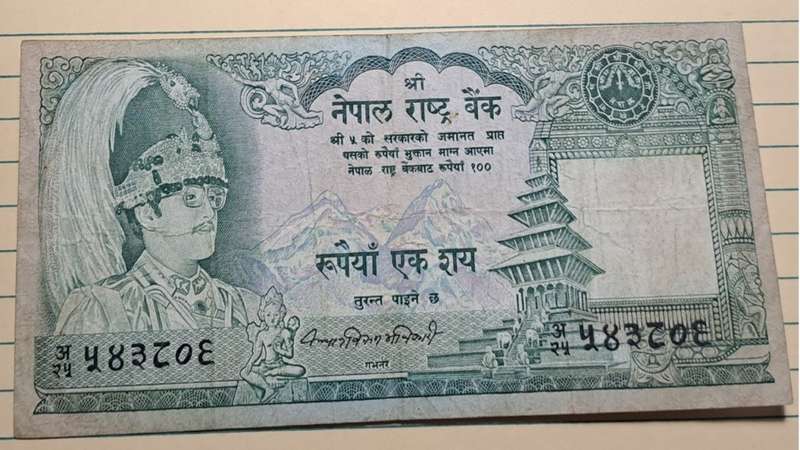 श्री
नेपाल राष्ट्र बैंक
श्री ५ को सरकारको जमानत प्राप्त
यसको रुपैयाँ भुक्तान माग्न आएमा
नेपाल राष्ट्र बैंकबाट रुपैयाँ १००
रूपैयाँ एक शय
तुरन्त पाइने छ
गभर्नर
अ
२५ ५४३८०६
अ
२५ ५४३८०६